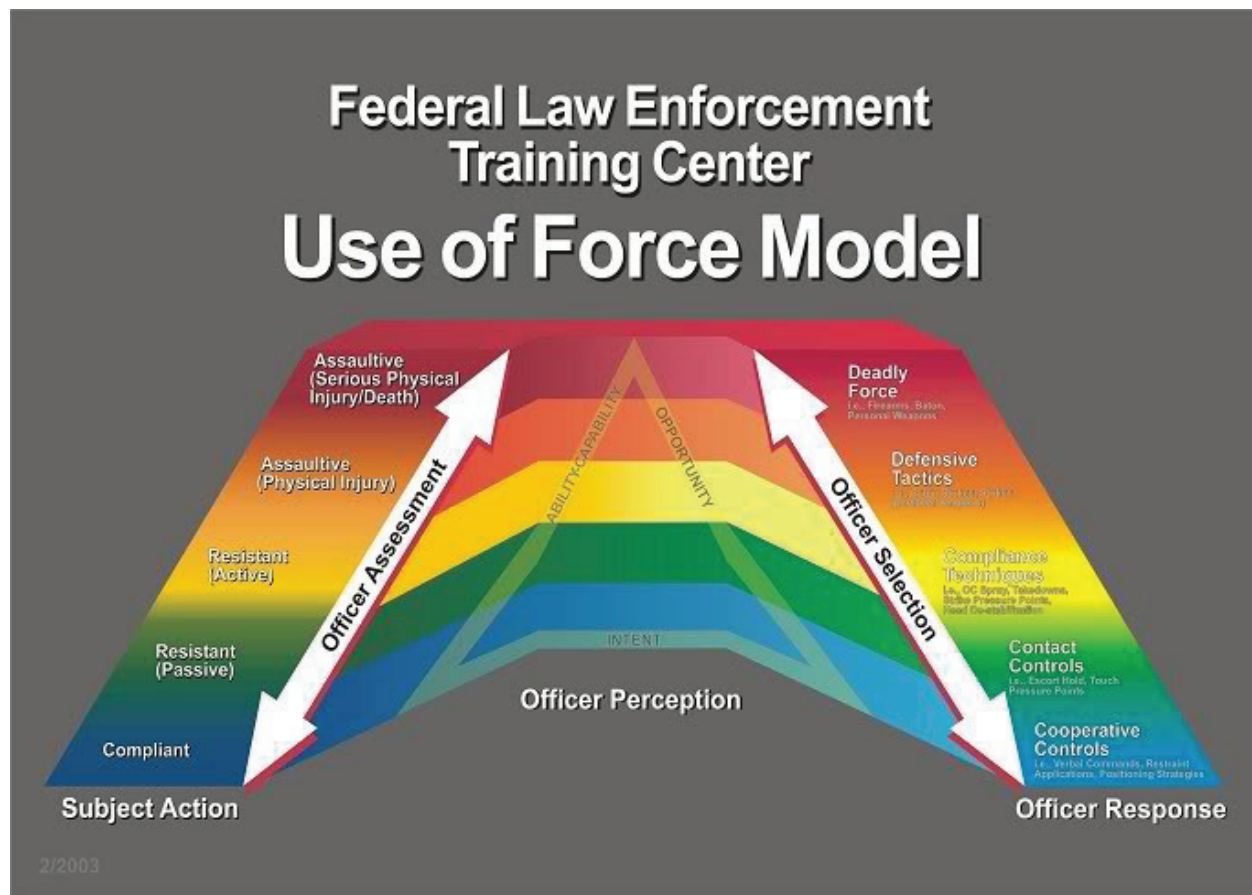 Federal Law Enforcement
Training Center
Use of Force Model
Assaultive
(Serious Physical
Injury/Death)
Assaultive
(Physical Injury)
Resistant
(Active)
Resistant
(Passive)
Compliant
Subject Action
Officer Assessment
ABILITY-CAPABILITY
OPPORTUNITY
INTENT
Officer Perception
Officer Selection
Deadly
Force
i.e., Firearms, Baton,
Personal Weapons
Defensive
Tactics
Compliance
Techniques
i.e., OC Spray, Takedowns,
Strike Pressure Points,
Head De-stabilization
Contact
Controls
i.e., Escort Hold, Touch
Pressure Points
Cooperative
Controls
i.e., Verbal Commands, Restraint
Applications, Positioning Strategies
Officer Response
2/2003